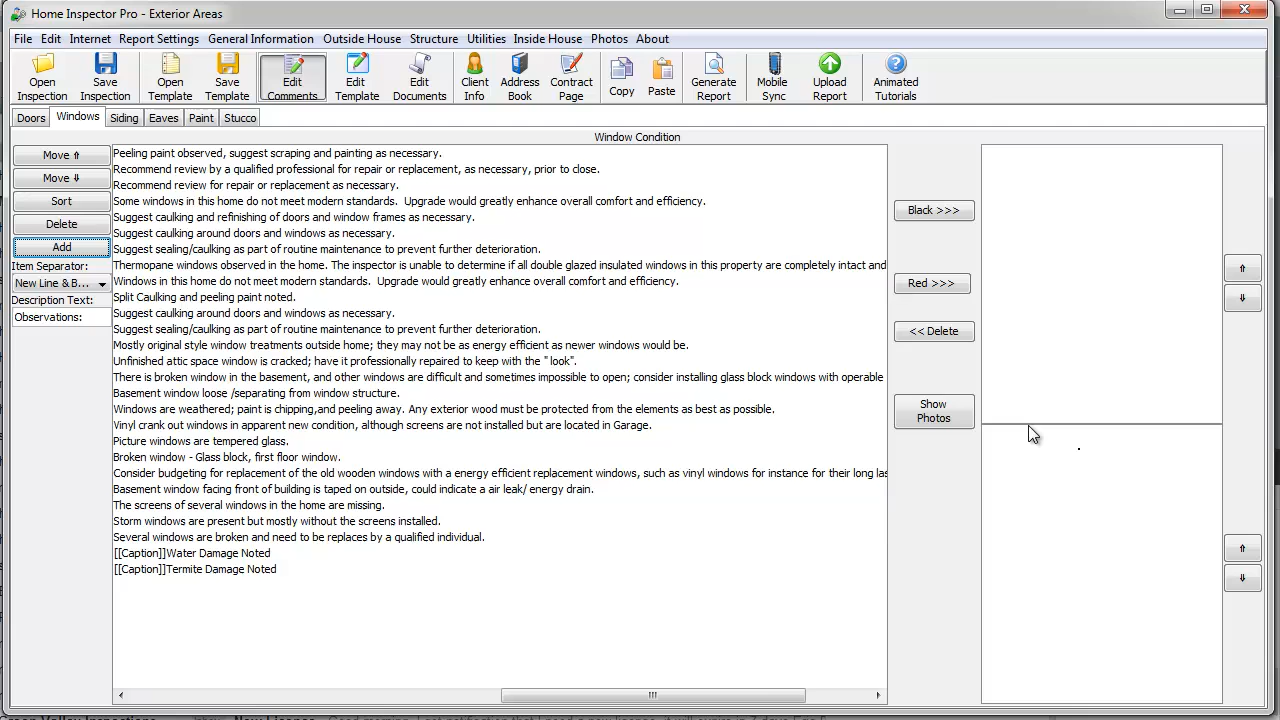 Home Inspector Pro - Exterior Areas
File Edit Internet Report Settings General Information Outside House Structure Utilities Inside House Photos About
Open Inspection Save Inspection Open Template Save Template Edit Comments Edit Template Edit Documents Client Info Address Book Contract Page Copy Paste Generate Report Mobile Sync Upload Report Animated Tutorials
Doors Windows Siding Eaves Paint Stucco
Window Condition
Move ⇑
Move ⇓
Sort
Delete
Add
Item Separator:
New Line & B...
Description Text:
Observations:
Peeling paint observed, suggest scraping and painting as necessary.
Recommend review by a qualified professional for repair or replacement, as necessary, prior to close.
Recommend review for repair or replacement as necessary.
Some windows in this home do not meet modern standards.  Upgrade would greatly enhance overall comfort and efficiency.
Suggest caulking and refinishing of doors and window frames as necessary.
Suggest caulking around doors and windows as necessary.
Suggest sealing/caulking as part of routine maintenance to prevent further deterioration.
Thermopane windows observed in the home. The inspector is unable to determine if all double glazed insulated windows in this property are completely intact and
Windows in this home do not meet modern standards.  Upgrade would greatly enhance overall comfort and efficiency.
Split Caulking and peeling paint noted.
Suggest caulking around doors and windows as necessary.
Suggest sealing/caulking as part of routine maintenance to prevent further deterioration.
Mostly original style window treatments outside home; they may not be as energy efficient as newer windows would be.
Unfinished attic space window is cracked; have it professionally repaired to keep with the " look".
There is broken window in the basement, and other windows are difficult and sometimes impossible to open; consider installing glass block windows with operable
Basement window loose /separating from window structure.
Windows are weathered; paint is chipping,and peeling away. Any exterior wood must be protected from the elements as best as possible.
Vinyl crank out windows in apparent new condition, although screens are not installed but are located in Garage.
Picture windows are tempered glass.
Broken window - Glass block, first floor window.
Consider budgeting for replacement of the old wooden windows with a energy efficient replacement windows, such as vinyl windows for instance for their long las
Basement window facing front of building is taped on outside, could indicate a air leak/ energy drain.
The screens of several windows in the home are missing.
Storm windows are present but mostly without the screens installed.
Several windows are broken and need to be replaces by a qualified individual.
[[Caption]]Water Damage Noted
[[Caption]]Termite Damage Noted
Black >>>
Red >>>
<< Delete
Show
Photos
⇑
⇓
⇑
⇓